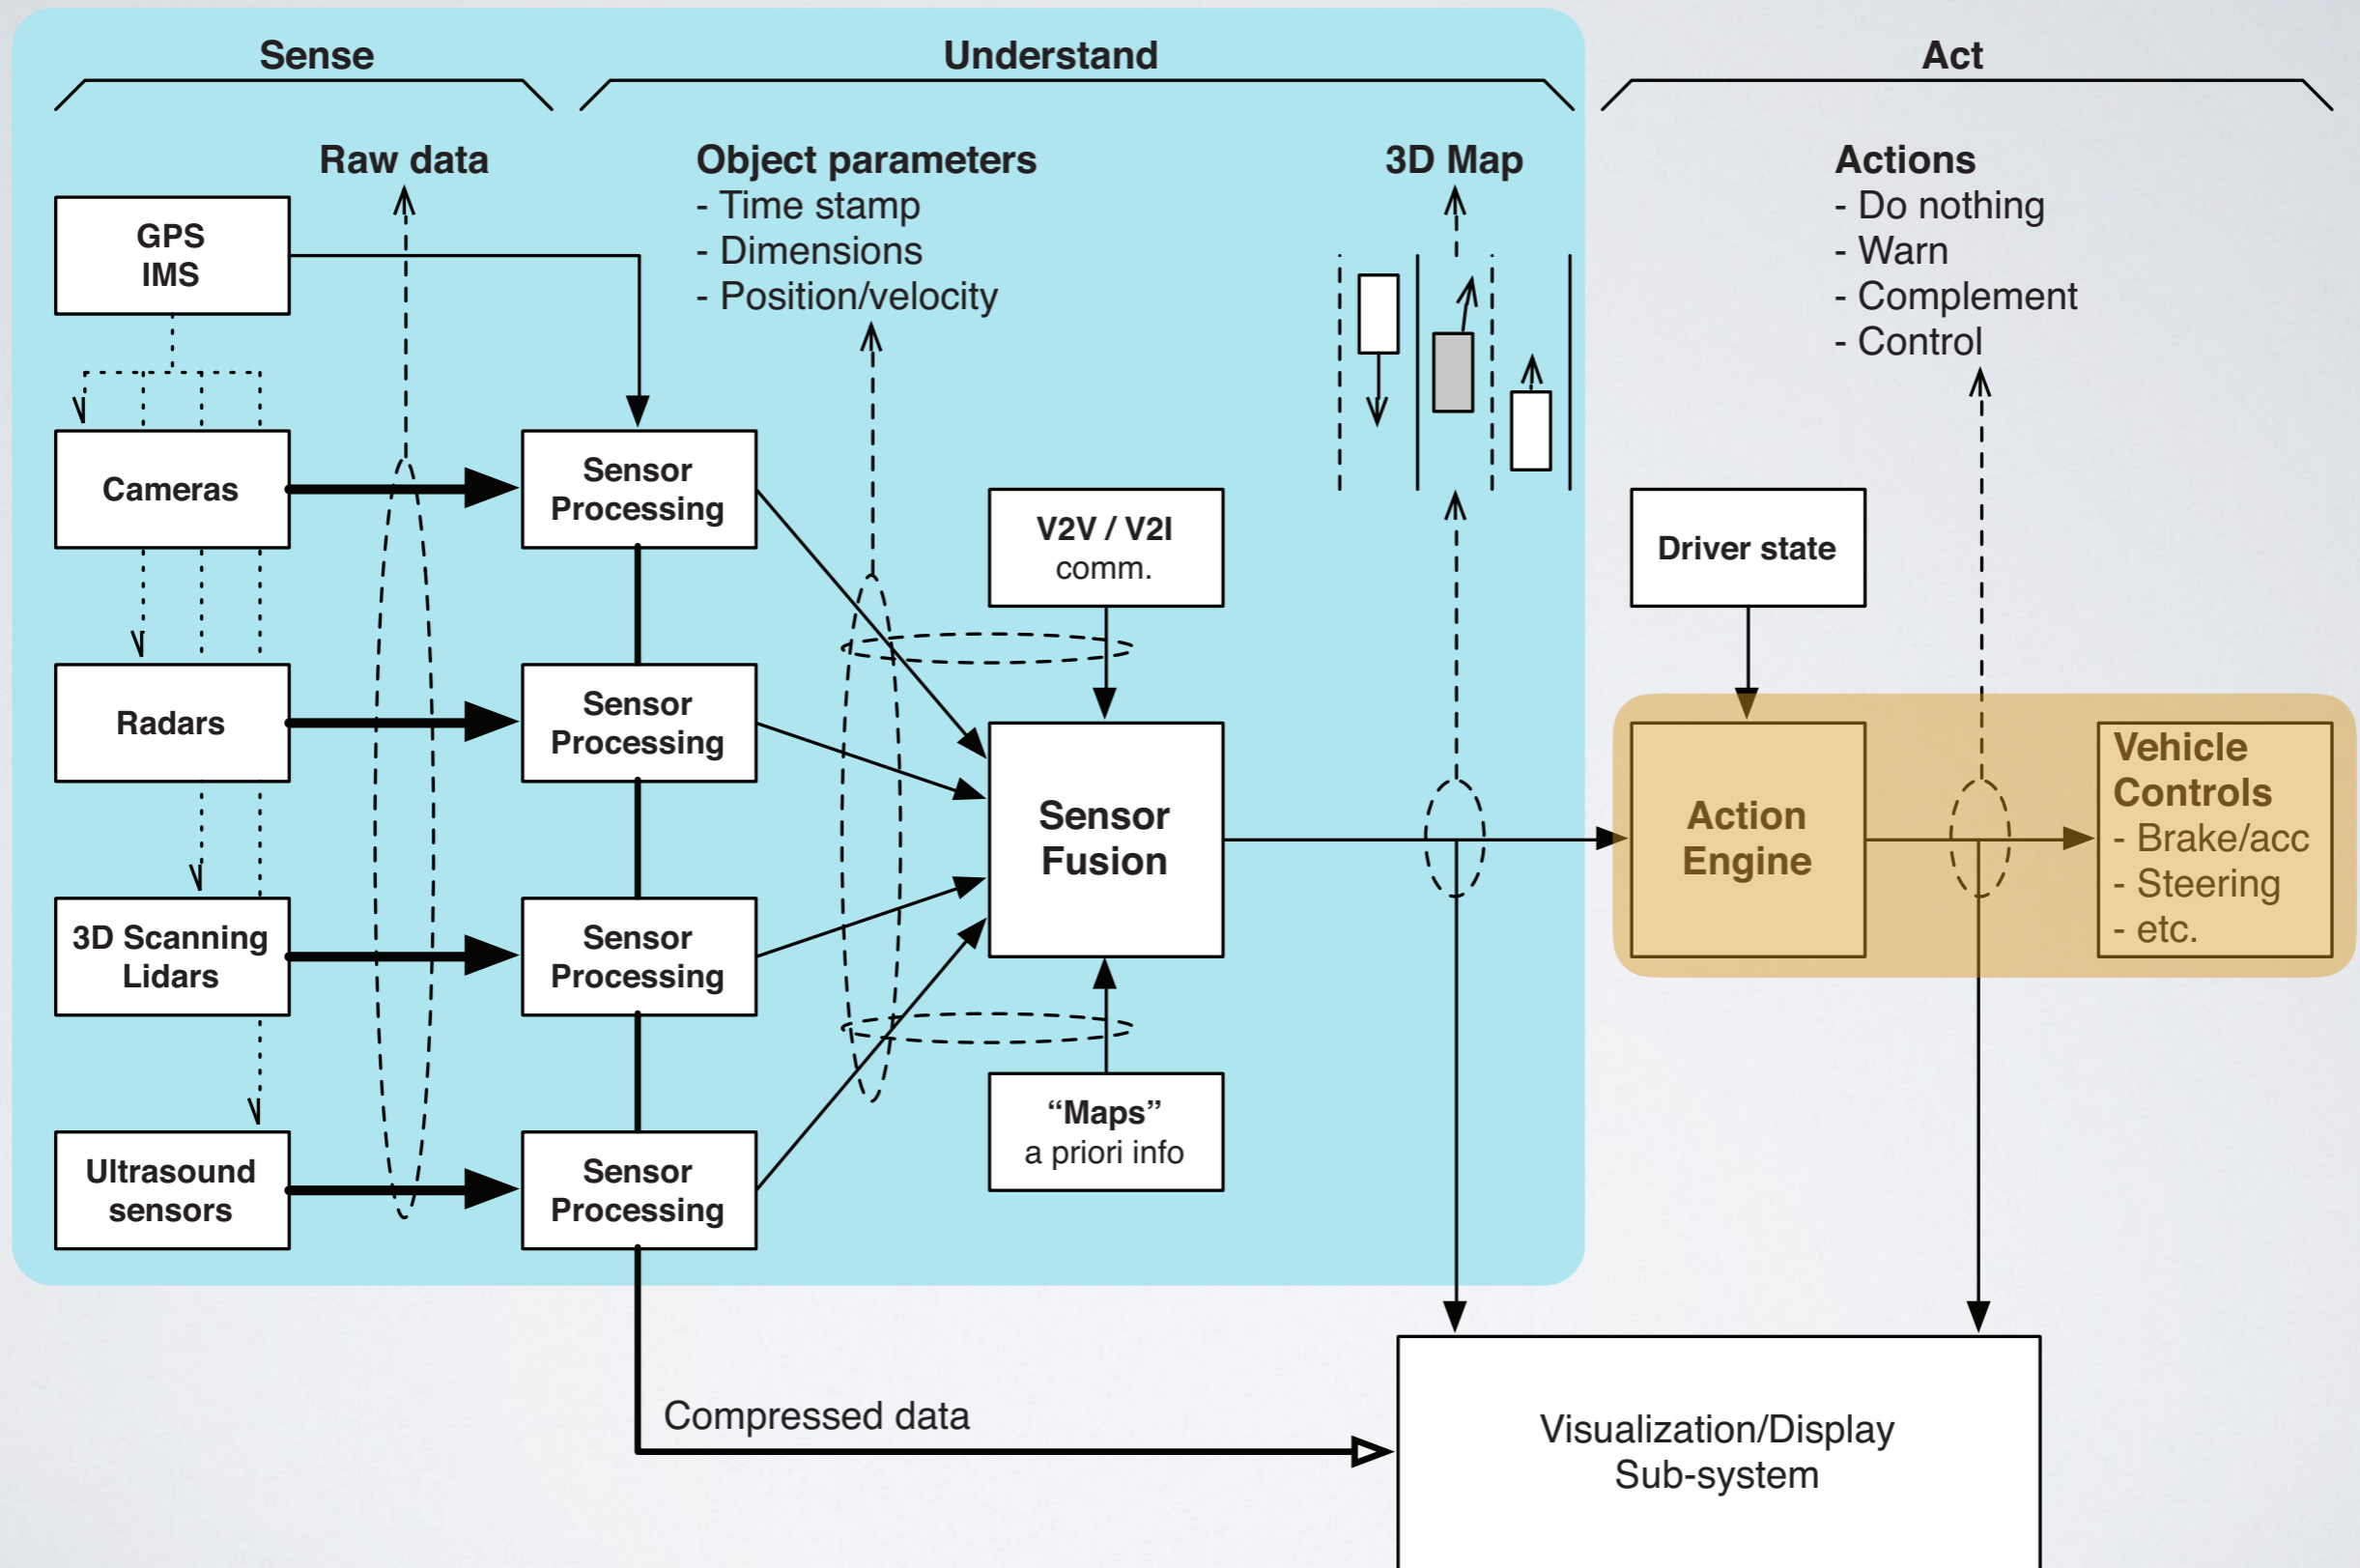 Sense
Understand
Act
Raw data
Object parameters
- Time stamp
- Dimensions
- Position/velocity
3D Map
Actions
- Do nothing
- Warn
- Complement
- Control
GPS
IMS
Cameras
Sensor
Processing
V2V / V2I
comm.
Driver state
Radars
Sensor
Processing
Sensor
Fusion
Action
Engine
Vehicle
Controls
- Brake/acc
- Steering
- etc.
3D Scanning
Lidars
Sensor
Processing
“Maps”
a priori info
Ultrasound
sensors
Sensor
Processing
Compressed data
Visualization/Display
Sub-system